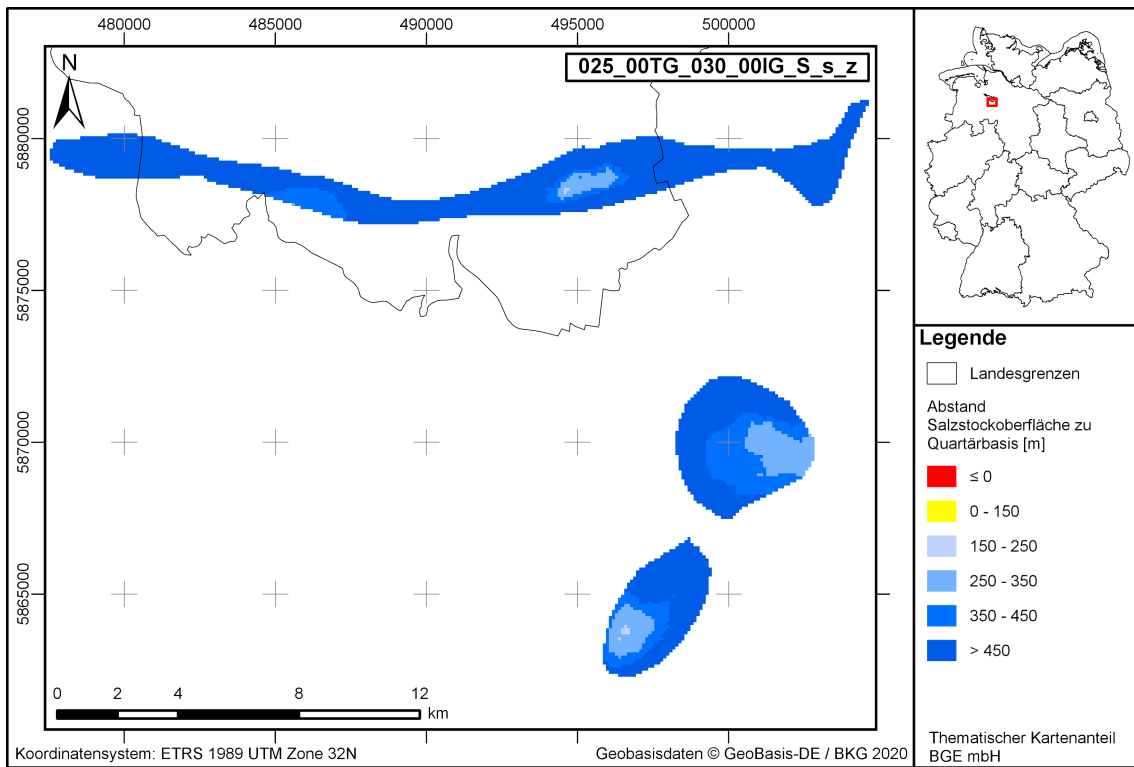 480000 485000 490000 495000 500000
N
025_00TG_030_00IG_S_s_z
5880000
5875000
5870000
5865000
0 2 4 8 12
km
Koordinatensystem: ETRS 1989 UTM Zone 32N
Geobasisdaten © GeoBasis-DE / BKG 2020
Legende
Landesgrenzen
Abstand
Salzstockoberfläche zu
Quartärbasis [m]
≤ 0
0 - 150
150 - 250
250 - 350
350 - 450
> 450
Thematischer Kartenanteil
BGE mbH